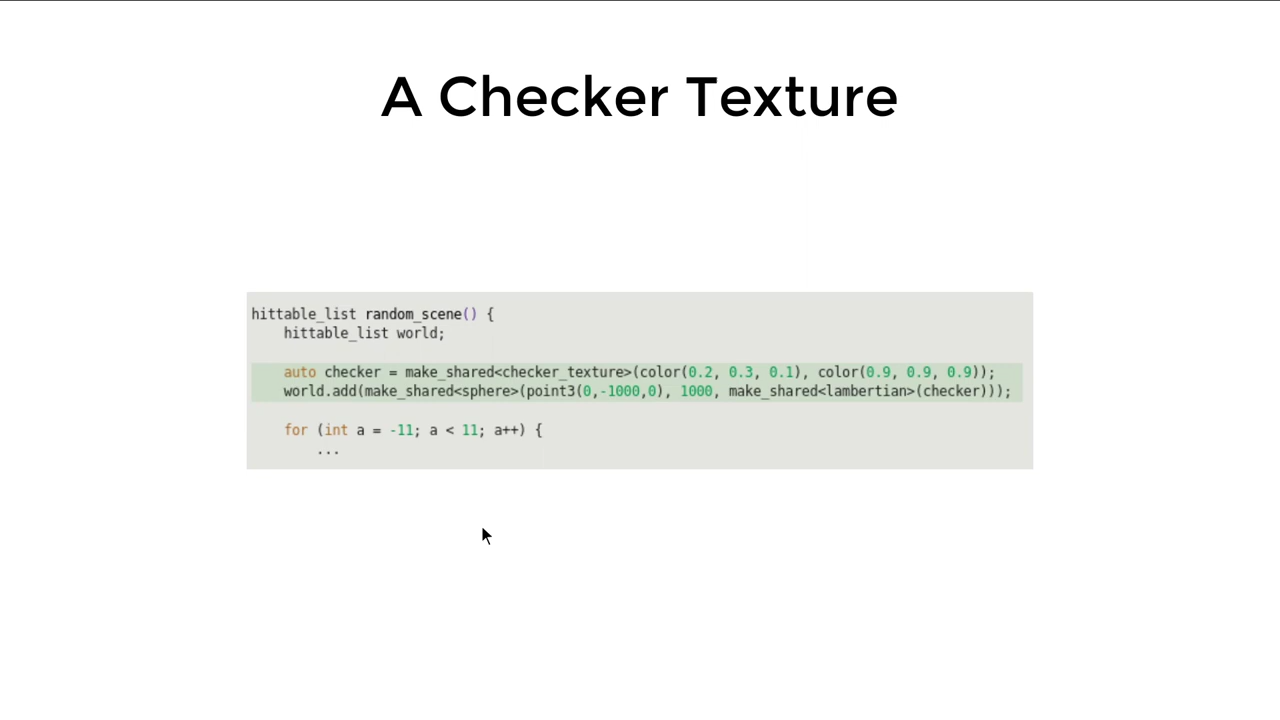 A Checker Texture
hittable_list random_scene() {
    hittable_list world;
    auto checker = make_shared<checker_texture>(color(0.2, 0.3, 0.1), color(0.9, 0.9, 0.9));
    world.add(make_shared<sphere>(point3(0,-1000,0), 1000, make_shared<lambertian>(checker)));
    for (int a = -11; a < 11; a++) {
        ...